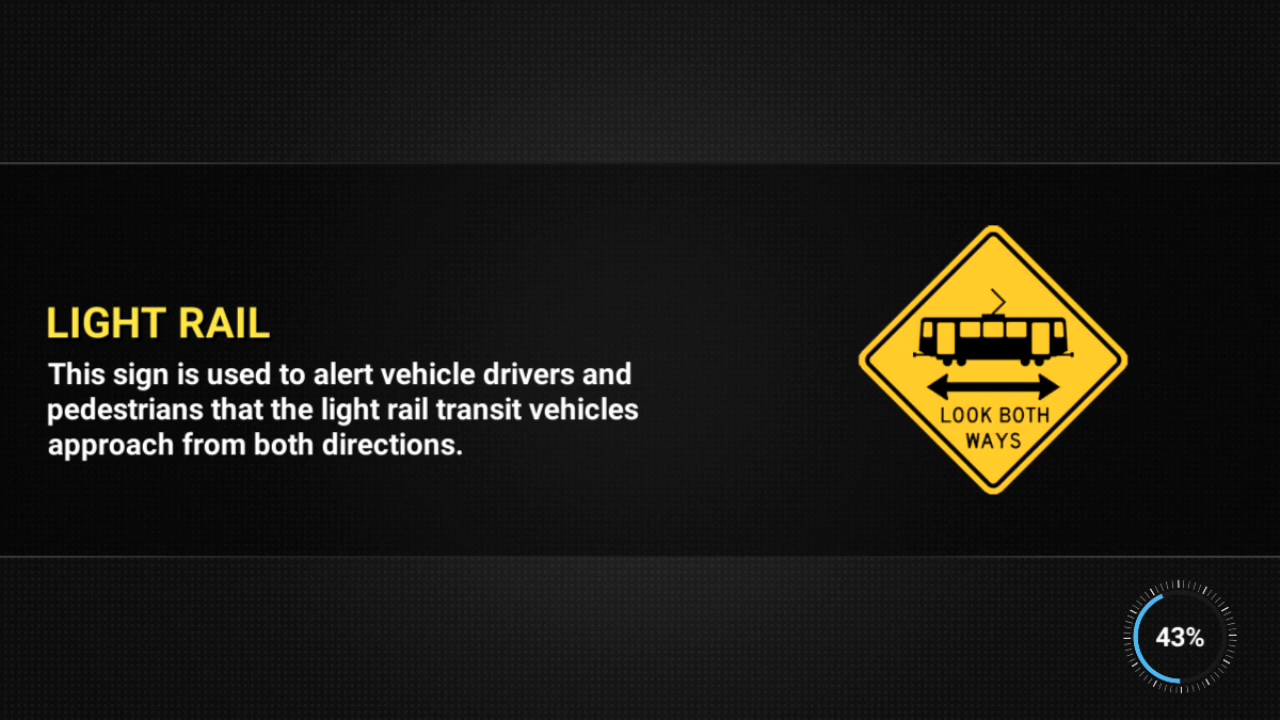 LIGHT RAIL
This sign is used to alert vehicle drivers and
pedestrians that the light rail transit vehicles
approach from both directions.
LOOK BOTH
WAYS
43%